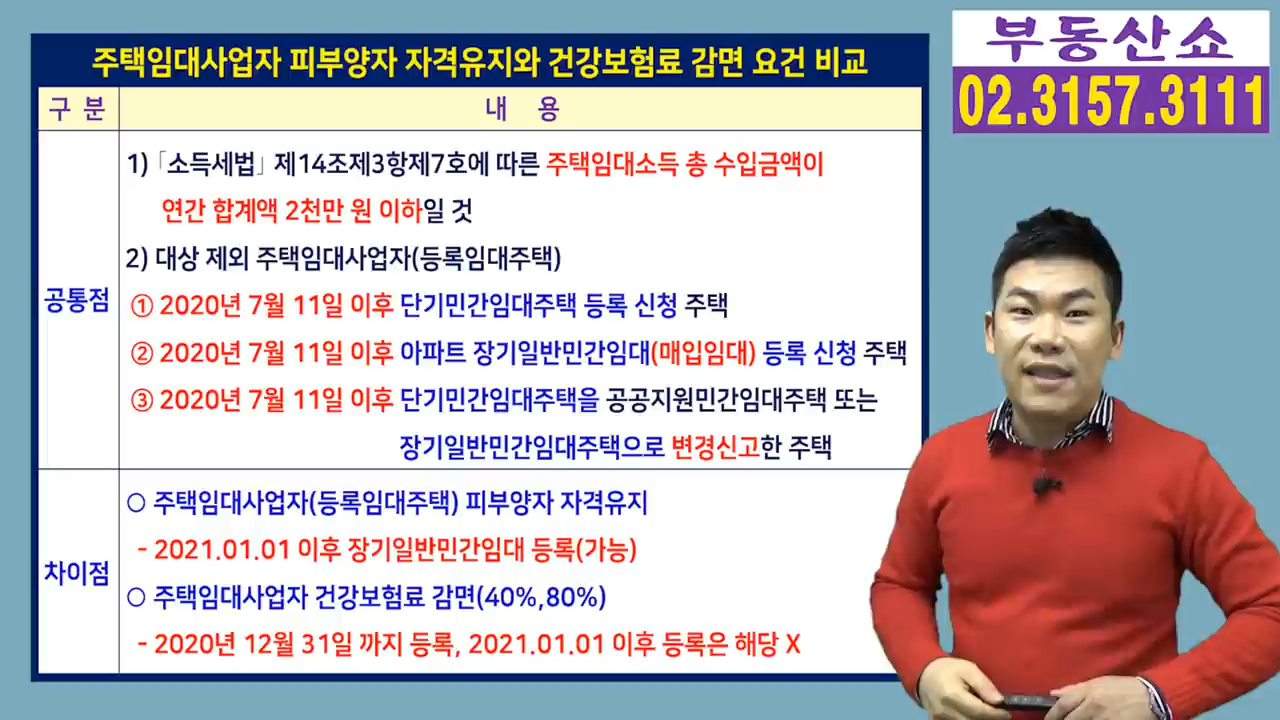 주택임대사업자 피부양자 자격유지와 건강보험료 감면 요건 비교
구 분
내 용
공통점
1) 「소득세법」 제14조제3항제7호에 따른 주택임대소득 총 수입금액이
연간 합계액 2천만 원 이하일 것
2) 대상 제외 주택임대사업자(등록임대주택)
① 2020년 7월 11일 이후 단기민간임대주택 등록 신청 주택
② 2020년 7월 11일 이후 아파트 장기일반민간임대(매입임대) 등록 신청 주택
③ 2020년 7월 11일 이후 단기민간임대주택을 공공지원민간임대주택 또는
장기일반민간임대주택으로 변경신고한 주택
차이점
○ 주택임대사업자(등록임대주택) 피부양자 자격유지
- 2021.01.01 이후 장기일반민간임대 등록(가능)
○ 주택임대사업자 건강보험료 감면(40%,80%)
- 2020년 12월 31일 까지 등록, 2021.01.01 이후 등록은 해당 X
부동산쇼
02.3157.3111